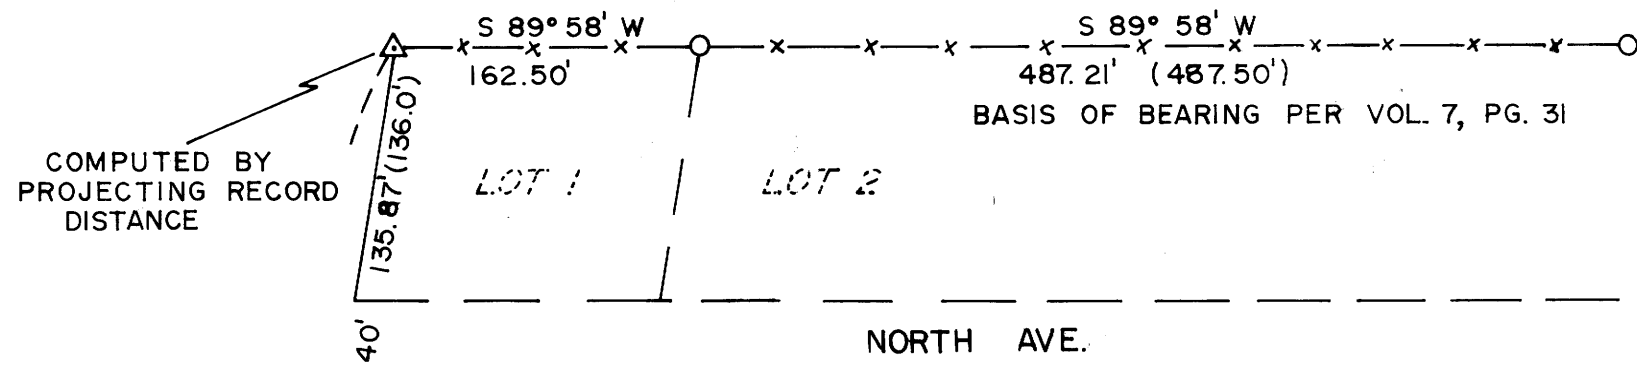 S 89° 58' W
S 89° 58' W
162.50'
487.21' (487.50')
BASIS OF BEARING PER VOL. 7, PG. 31
135.87' (136.0')
COMPUTED BY
PROJECTING RECORD
DISTANCE
LOT 1
LOT 2
40'
NORTH AVE.